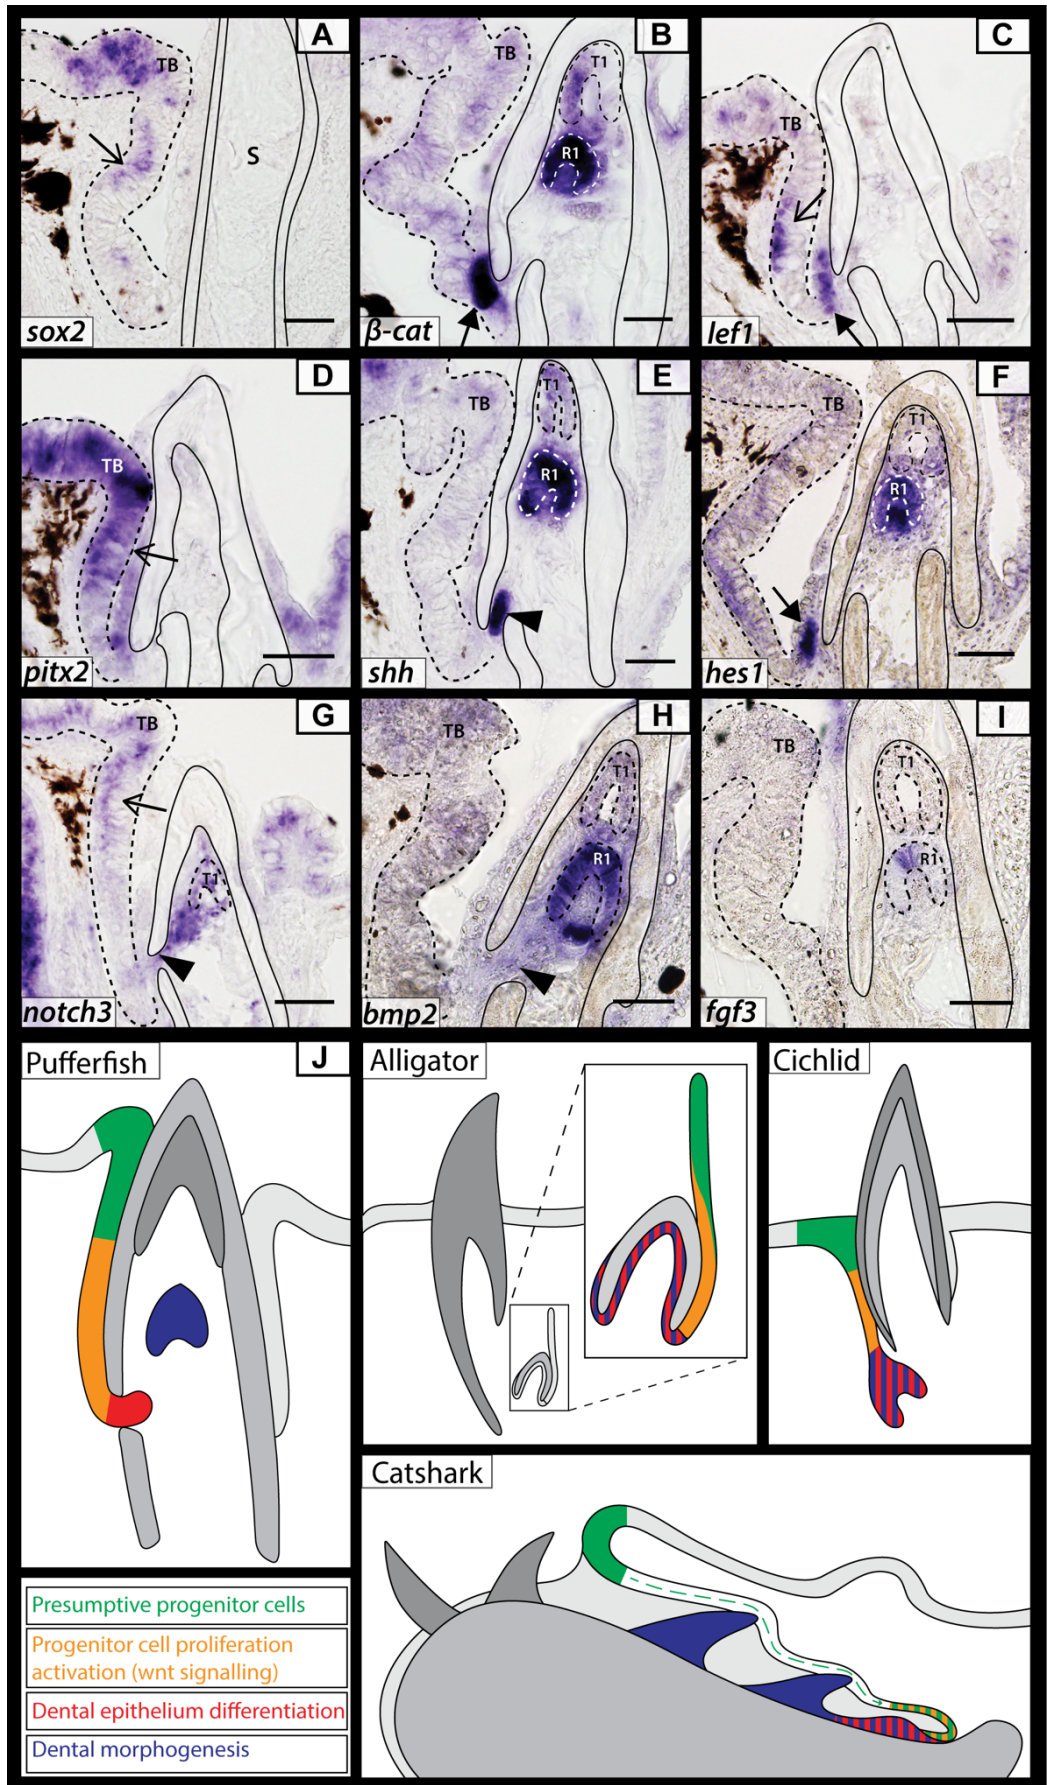 A
TB
S
sox2
B
TB
T1
R1
β-cat
C
TB
lef1
D
TB
pitx2
E
TB
T1
R1
shh
F
TB
T1
R1
hes1
G
TB
T1
notch3
H
TB
T1
R1
bmp2
I
TB
T1
R1
fgf3
Pufferfish
J
Alligator
Cichlid
Catshark
Presumptive progenitor cells
Progenitor cell proliferation
activation (wnt signalling)
Dental epithelium differentiation
Dental morphogenesis